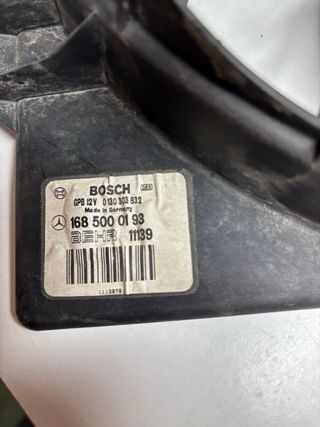 BOSCH
GPB 12V 0 130 303 832
Made in Germany
168 500 01 93
BEHR 11139